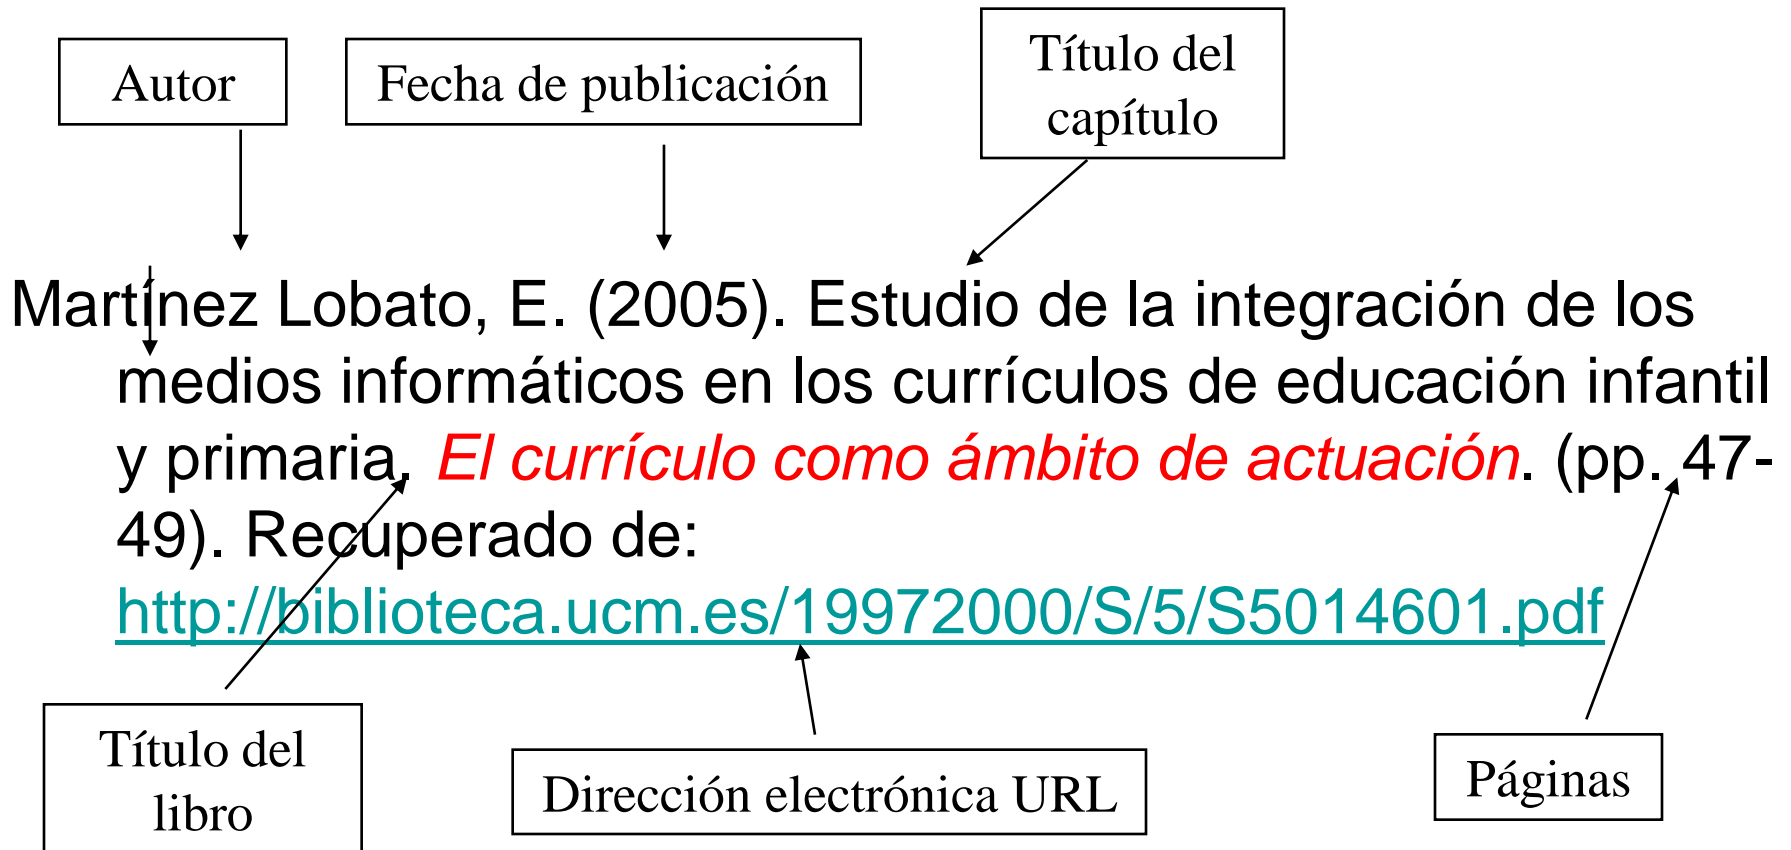 Autor
Fecha de publicación
Título del
capítulo
Martínez Lobato, E. (2005). Estudio de la integración de los
medios informáticos en los currículos de educación infantil
y primaria. El currículo como ámbito de actuación. (pp. 47-
49). Recuperado de:
http://biblioteca.ucm.es/19972000/S/5/S5014601.pdf
Título del
libro
Dirección electrónica URL
Páginas